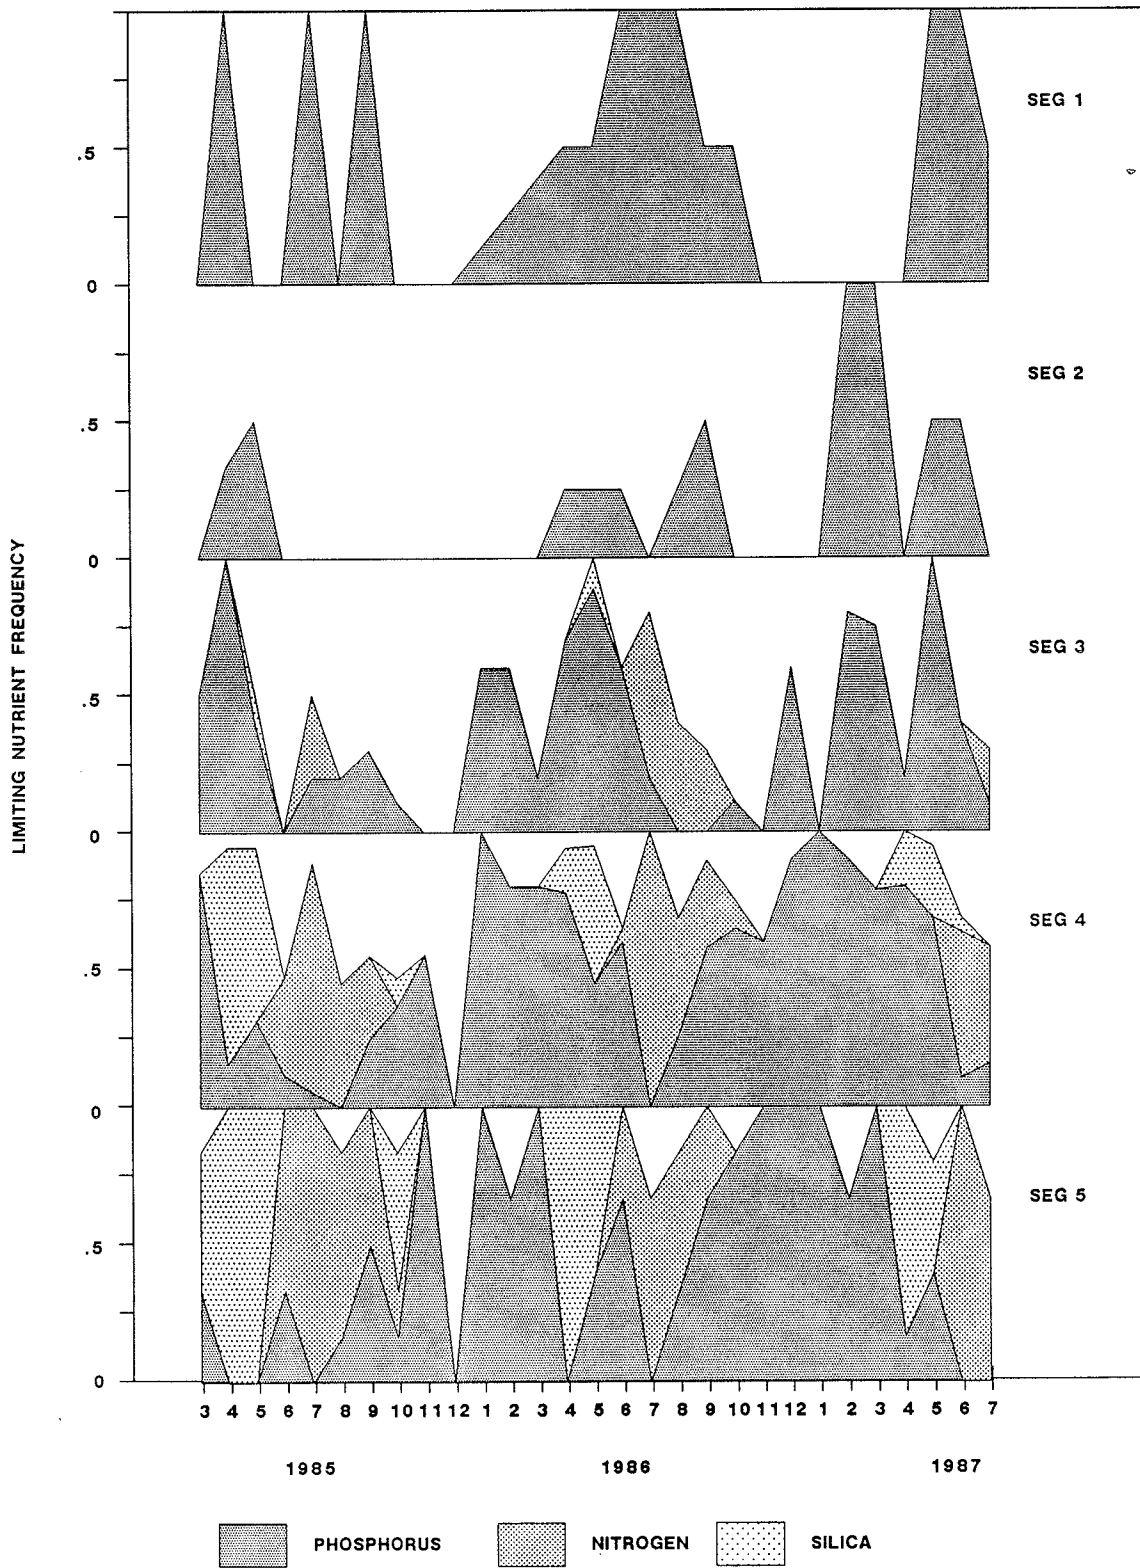 SEG 1
.5
0
SEG 2
.5
0
SEG 3
.5
0
SEG 4
.5
0
SEG 5
.5
0
LIMITING NUTRIENT FREQUENCY
3 4 5 6 7 8 9 10 11 12 1 2 3 4 5 6 7 8 9 10 11 12 1 2 3 4 5 6 7
1985 1986 1987
PHOSPHORUS NITROGEN SILICA